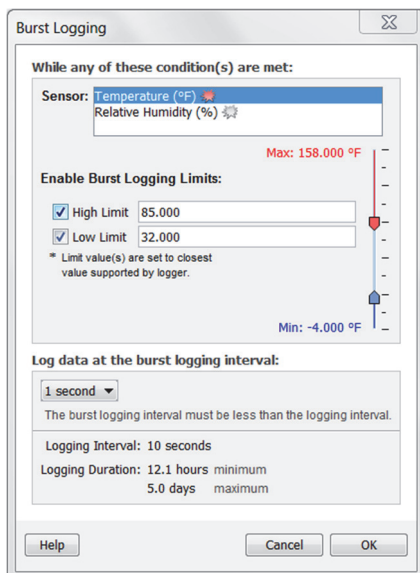 Burst Logging
While any of these condition(s) are met:
Sensor: Temperature (°F)
Relative Humidity (%)
Max: 158.000 °F
Enable Burst Logging Limits:
High Limit 85.000
Low Limit 32.000
* Limit value(s) are set to closest
value supported by logger.
Min: -4.000 °F
Log data at the burst logging interval:
1 second
The burst logging interval must be less than the logging interval.
Logging Interval: 10 seconds
Logging Duration: 12.1 hours minimum
5.0 days maximum
Help Cancel OK